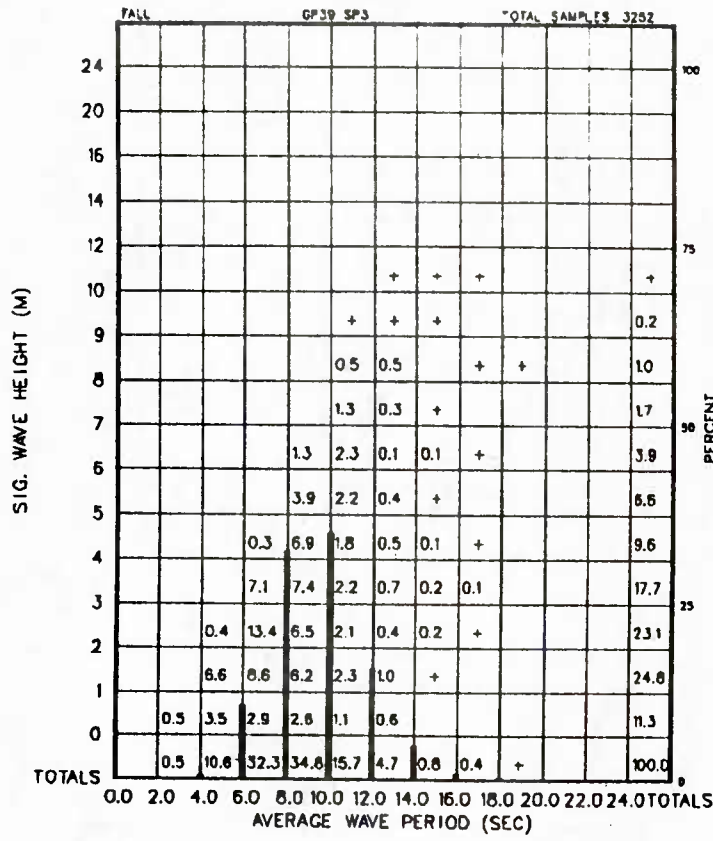 FALL GP39 SP3 TOTAL SAMPLES 3252
24 100
20
16
14
12 75
10 + + + +
9 + + + 0.2
8 0.5 0.5 + + 1.0
7 1.3 0.3 + 1.7
6 1.3 2.3 0.1 0.1 + 3.9
5 3.9 2.2 0.4 + 6.6
4 0.3 6.9 1.8 0.5 0.1 + 9.6
3 7.1 7.4 2.2 0.7 0.2 0.1 17.7
2 0.4 13.4 6.5 2.1 0.4 0.2 + 23.1
1 6.6 8.6 6.2 2.3 1.0 + 24.8
0 0.5 3.5 2.9 2.8 1.1 0.6 11.3
TOTALS 0.5 10.6 32.3 34.8 15.7 4.7 0.8 0.4 + 100.0
0.0 2.0 4.0 6.0 8.0 10.0 12.0 14.0 16.0 18.0 20.0 22.0 24.0 TOTALS
AVERAGE WAVE PERIOD (SEC)
SIG. WAVE HEIGHT (M)
PERCENT
50
25
0